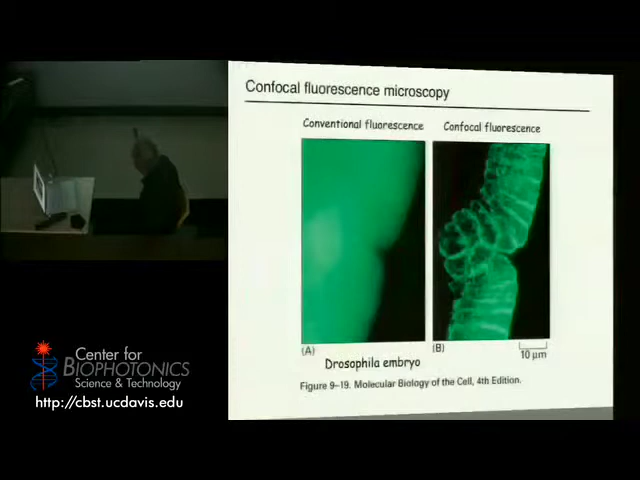 Confocal fluorescence microscopy
Conventional fluorescence
Confocal fluorescence
(A)
(B)
10 µm
Drosophila embryo
Figure 9–19. Molecular Biology of the Cell, 4th Edition.
Center for
BIOPHOTONICS
Science & Technology
http://cbst.ucdavis.edu